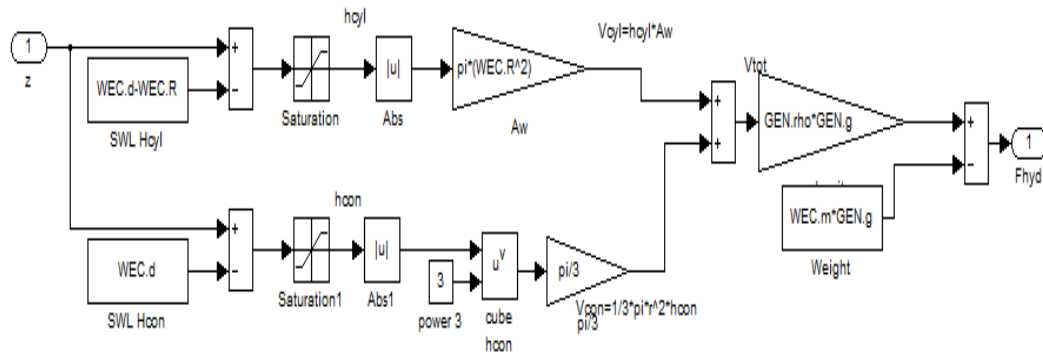 hcyl
Vcyl=hcyl*Aw
1
z
+
−
WEC.d-WEC.R
SWL Hcyl
Saturation
|u|
Abs
pi*(WEC.R^2)
Aw
Vtot
+
+
GEN.rho*GEN.g
+
−
1
Fhyd
WEC.m*GEN.g
Weight
hcon
+
−
WEC.d
SWL Hcon
Saturation1
|u|
Abs1
3
power 3
u^v
cube
hcon
pi/3
Vcon=1/3*pi*r^2*hcon
pi/3